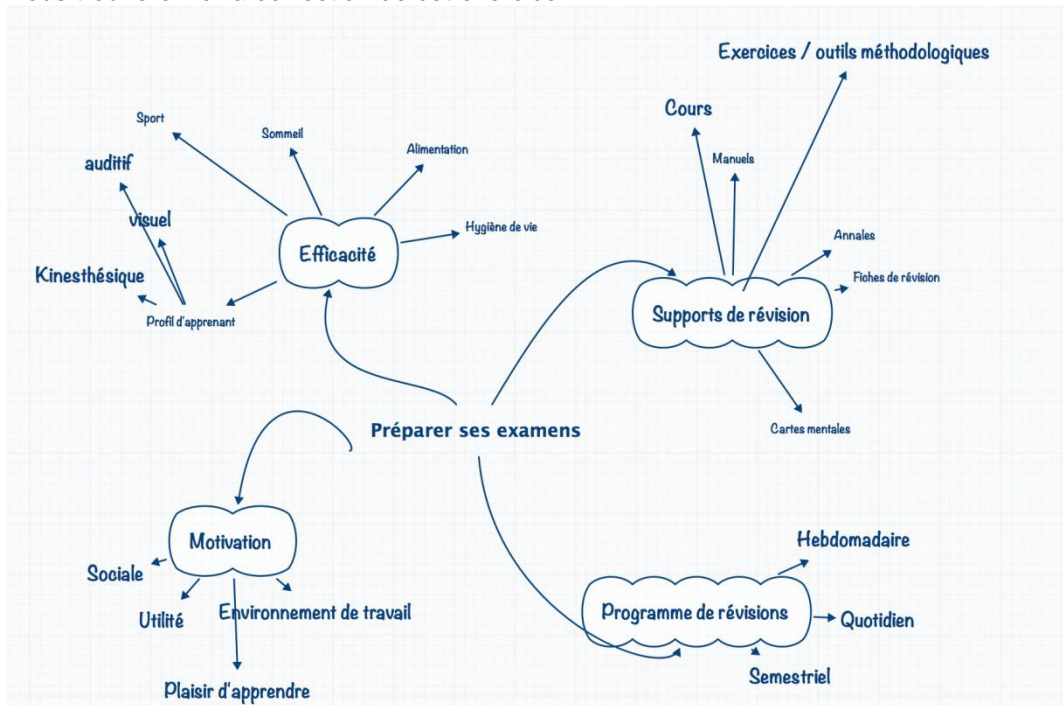 Exercices / outils méthodologiques
Cours
Manuels
Annales
Fiches de révision
Supports de révision
Cartes mentales
Sport
Sommeil
Alimentation
auditif
visuel
Hygiène de vie
Efficacité
Kinesthésique
Profil d'apprenant
Préparer ses examens
Motivation
Sociale
Utilité
Environnement de travail
Plaisir d'apprendre
Hebdomadaire
Programme de révisions
Quotidien
Semestriel